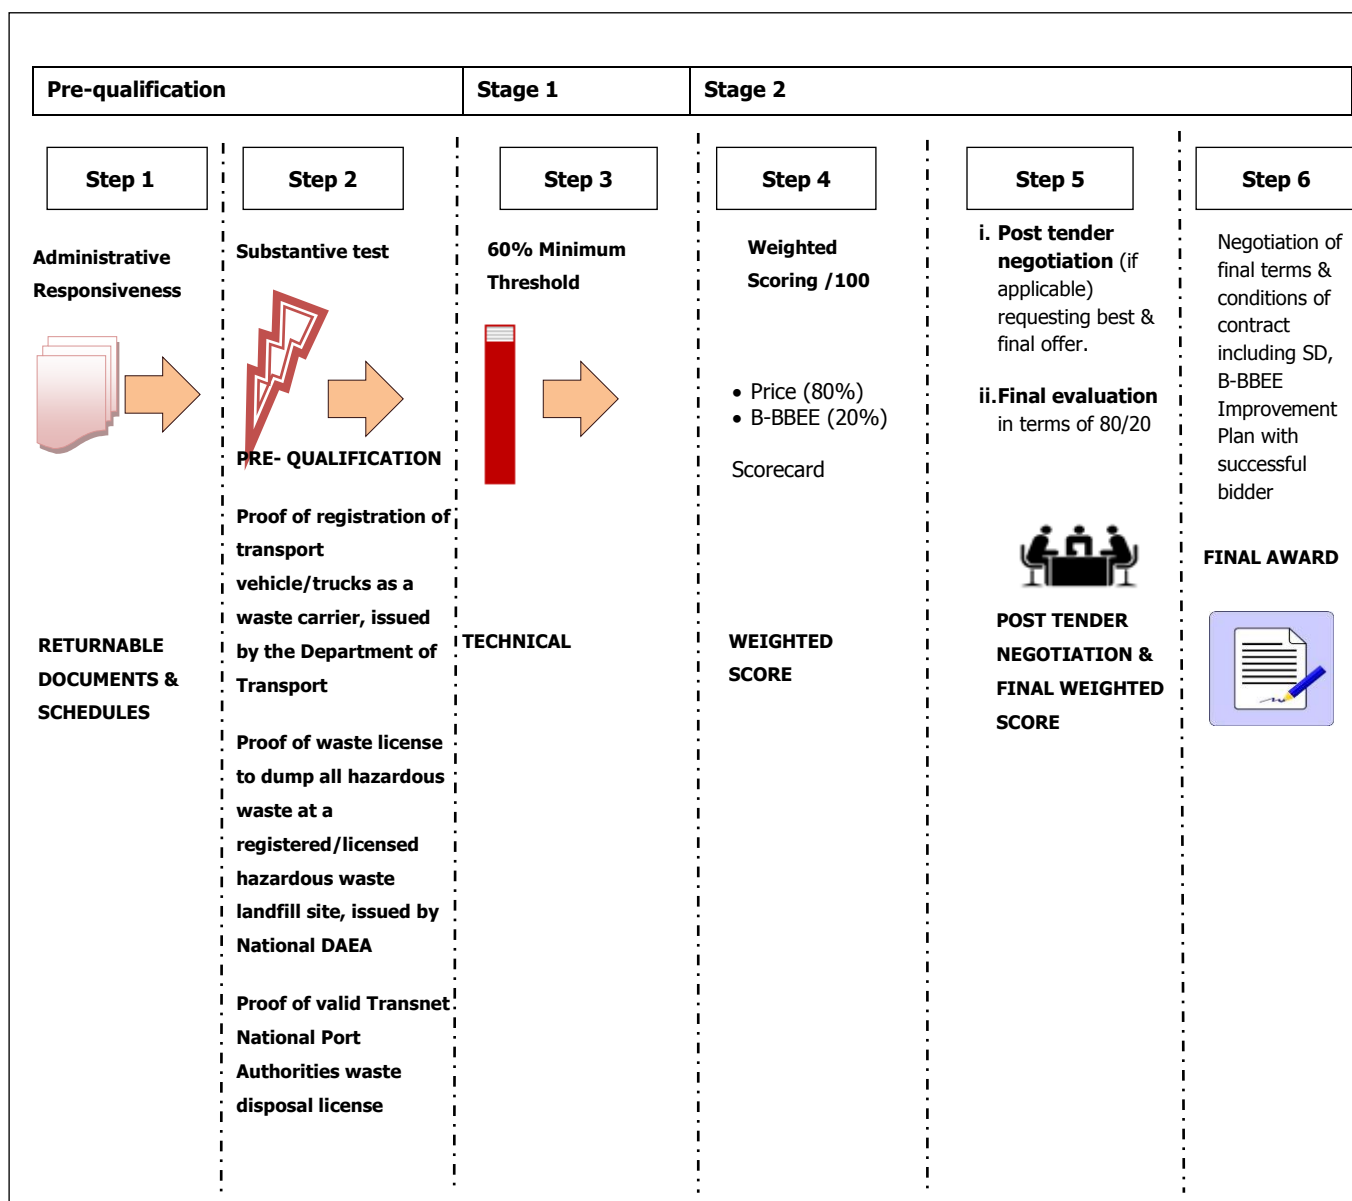 Pre-qualification
Stage 1
Stage 2
Step 1
Administrative
Responsiveness
RETURNABLE
DOCUMENTS &
SCHEDULES
Step 2
Substantive test
PRE- QUALIFICATION
Proof of registration of
transport
vehicle/trucks as a
waste carrier, issued
by the Department of
Transport
Proof of waste license
to dump all hazardous
waste at a
registered/licensed
hazardous waste
landfill site, issued by
National DAEA
Proof of valid Transnet
National Port
Authorities waste
disposal license
Step 3
60% Minimum
Threshold
TECHNICAL
Step 4
Weighted
Scoring /100
• Price (80%)
• B-BBEE (20%)
Scorecard
WEIGHTED
SCORE
Step 5
i. Post tender
negotiation (if
applicable)
requesting best &
final offer.
ii.Final evaluation
in terms of 80/20
POST TENDER
NEGOTIATION &
FINAL WEIGHTED
SCORE
Step 6
Negotiation of
final terms &
conditions of
contract
including SD,
B-BBEE
Improvement
Plan with
successful
bidder
FINAL AWARD